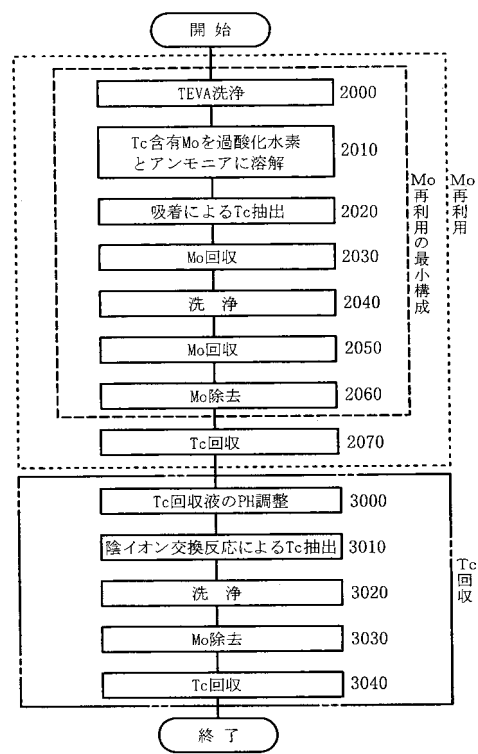 開始
TEVA洗浄 2000
Tc含有Moを過酸化水素
とアンモニアに溶解 2010
吸着によるTc抽出 2020
Mo回収 2030
洗浄 2040
Mo回収 2050
Mo除去 2060
Tc回収 2070
Mo再利用の最小構成
Mo再利用
Tc回収液のPH調整 3000
陰イオン交換反応によるTc抽出 3010
洗浄 3020
Mo除去 3030
Tc回収 3040
Tc回収
終了